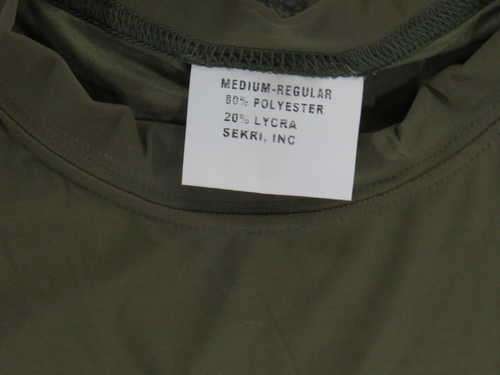 MEDIUM-REGULAR
80% POLYESTER
20% LYCRA
SEKRI, INC